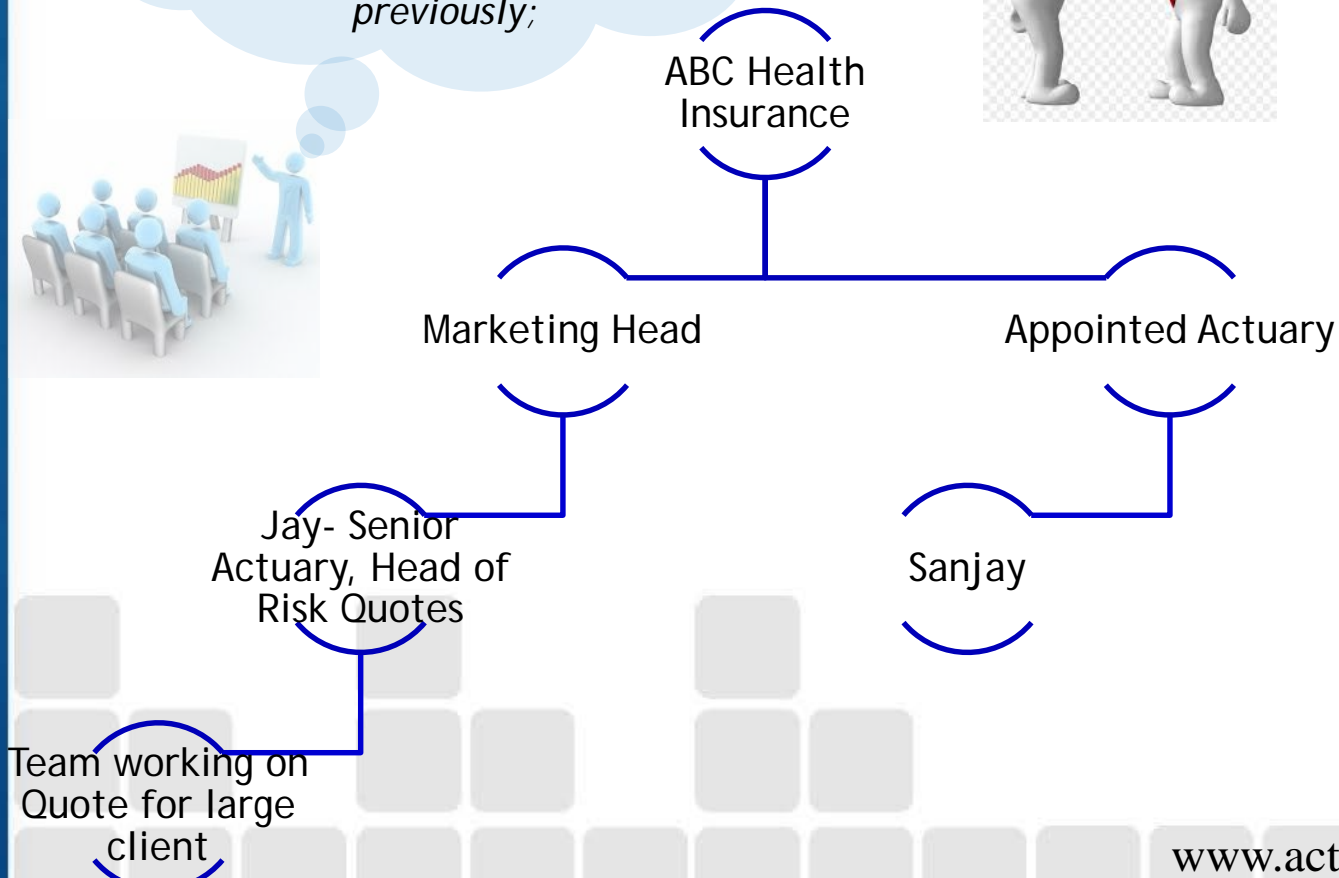 previously;
ABC Health
Insurance
Marketing Head
Appointed Actuary
Jay- Senior
Actuary, Head of
Risk Quotes
Sanjay
Team working on
Quote for large
client
www.act